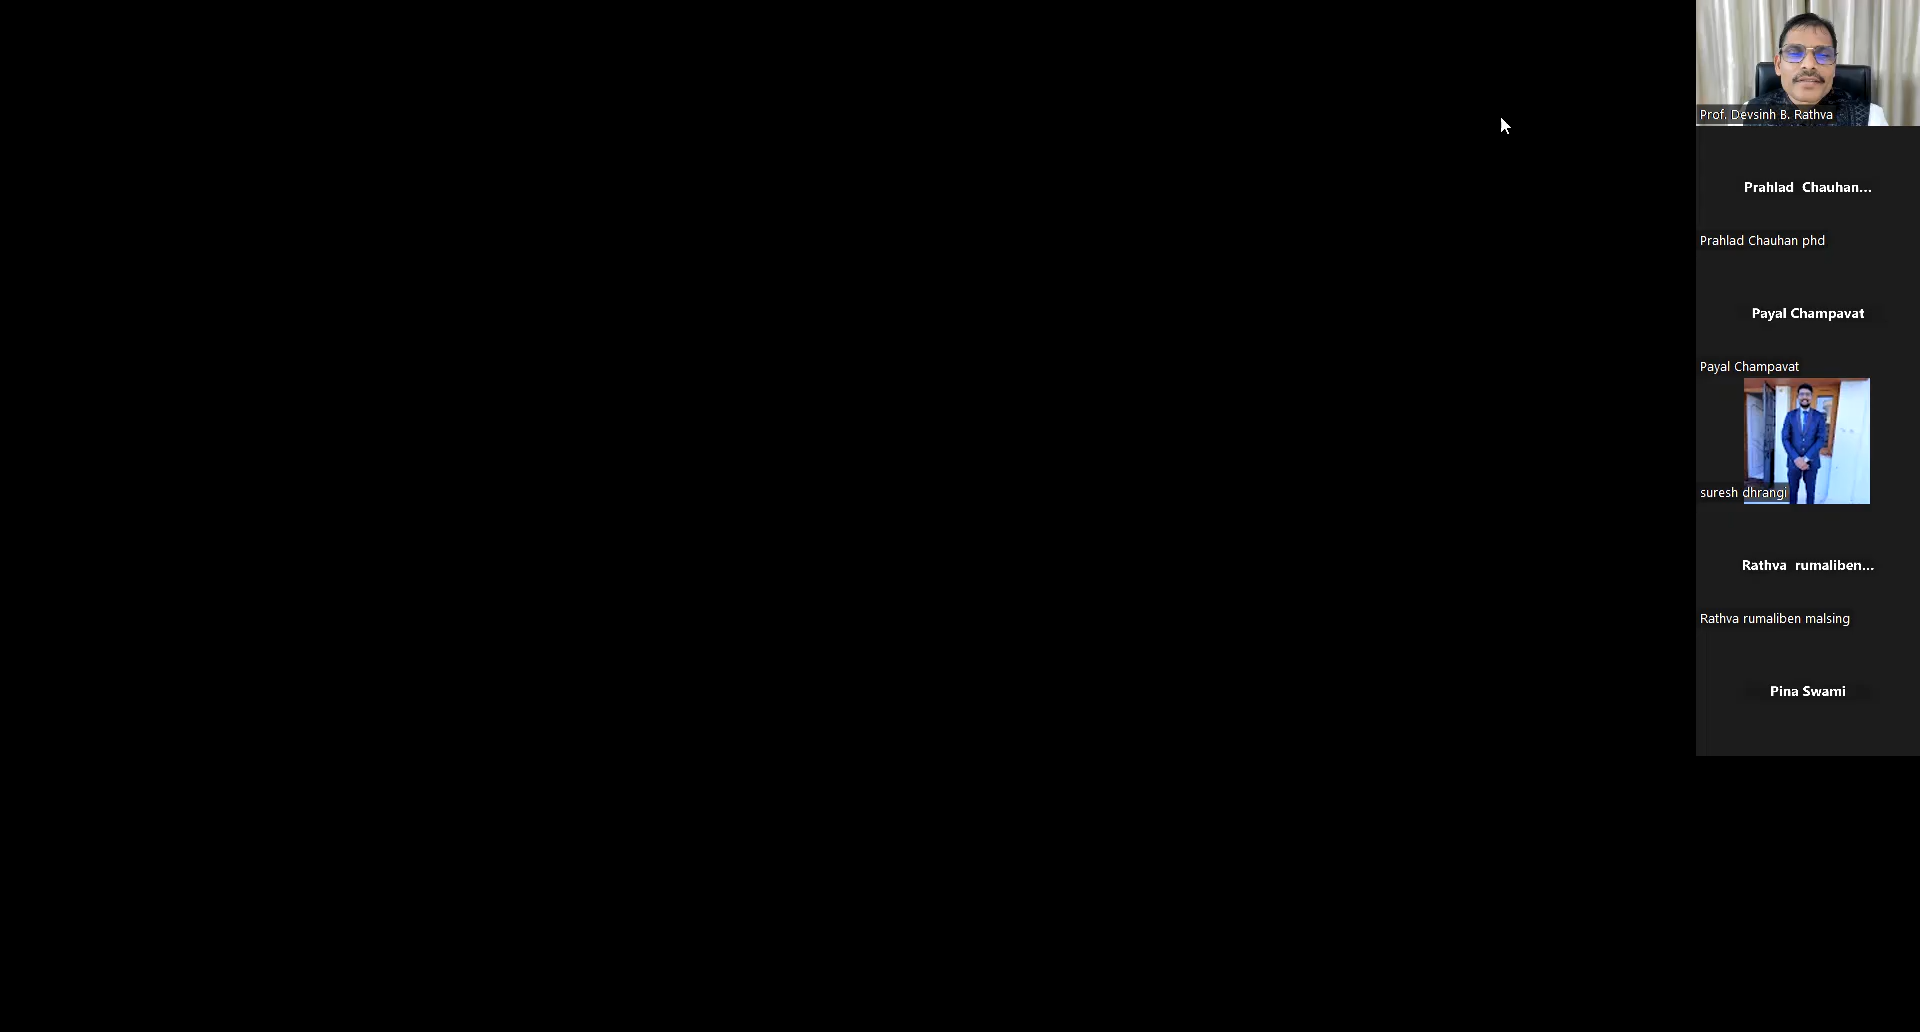 Prof. Devsinh B. Rathva
Prahlad Chauhan...
Prahlad Chauhan phd
Payal Champavat
Payal Champavat
suresh dhrangi
Rathva rumaliben...
Rathva rumaliben malsing
Pina Swami